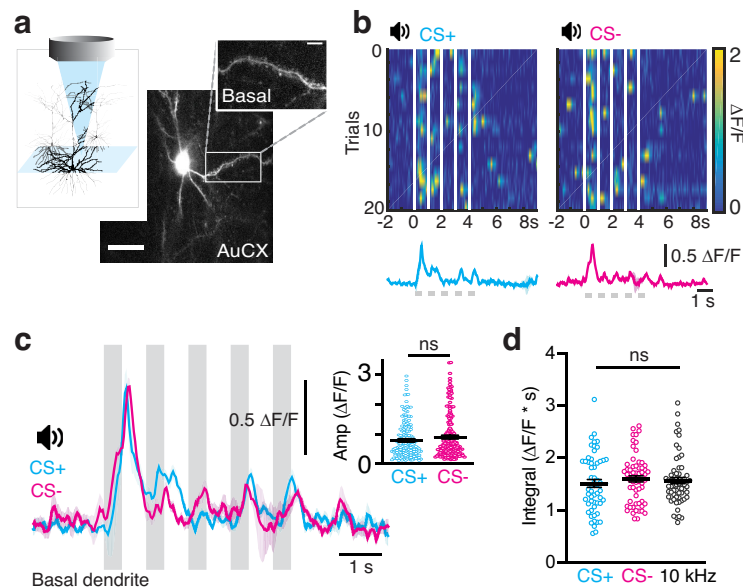 a
Basal
AuCX
b
CS+
CS-
Trials
0
10
20
-2 0 2 4 6 8s
-2 0 2 4 6 8s
2
0
ΔF/F
0.5 ΔF/F
1 s
c
0.5 ΔF/F
CS+
CS-
1 s
Basal dendrite
ns
Amp (ΔF/F)
3
0
CS+ CS-
d
ns
Integral (ΔF/F * s)
4
3
2
1
0
CS+ CS- 10 kHz